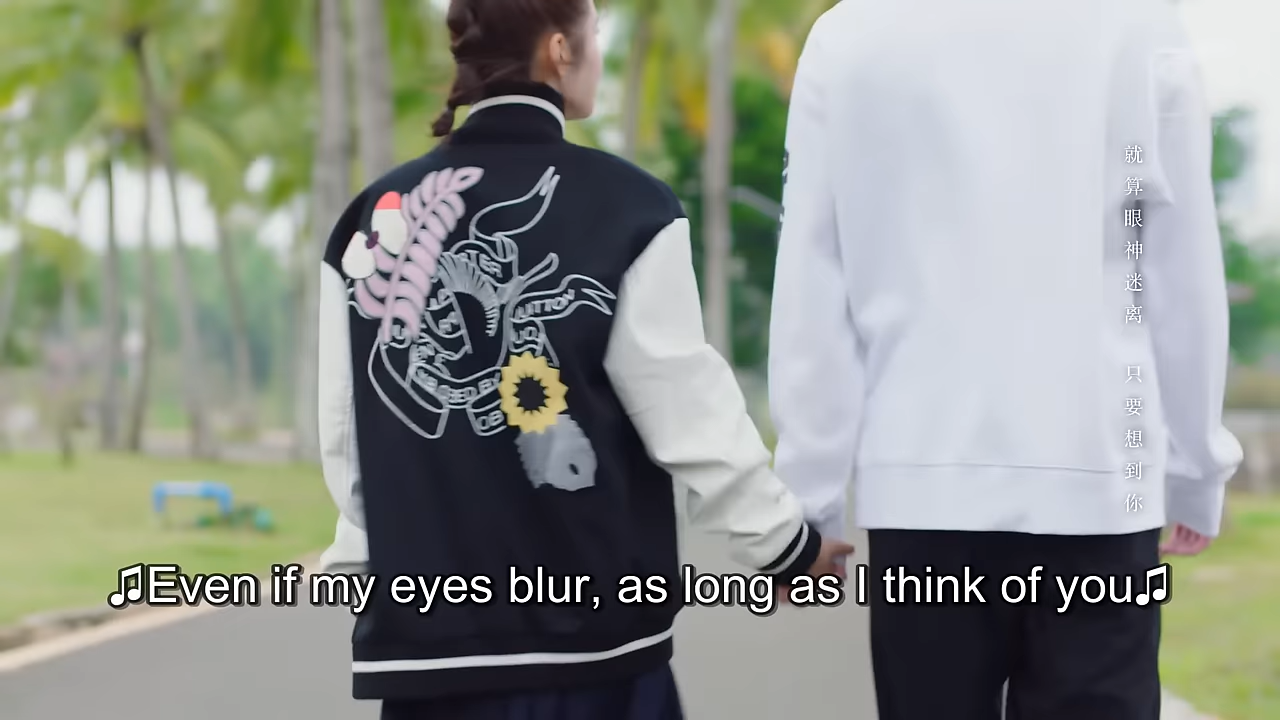 就算眼神迷离 只要想到你
♫Even if my eyes blur, as long as I think of you♫